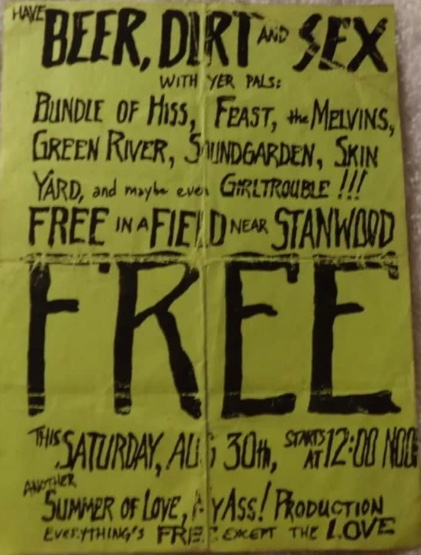 HAVE BEER, DIRT AND SEX
WITH YER PALS:
BUNDLE OF HISS, FEAST, the MELVINS,
GREEN RIVER, SOUNDGARDEN, SKIN
YARD, and maybe even GIRLTROUBLE !!!
FREE IN A FIELD NEAR STANWOOD
FREE
THIS SATURDAY, AUG 30th, STARTS AT 12:00 NOO
ANOTHER
SUMMER OF LOVE, MY ASS! PRODUCTION
EVERYTHING'S FREE EXCEPT THE LOVE